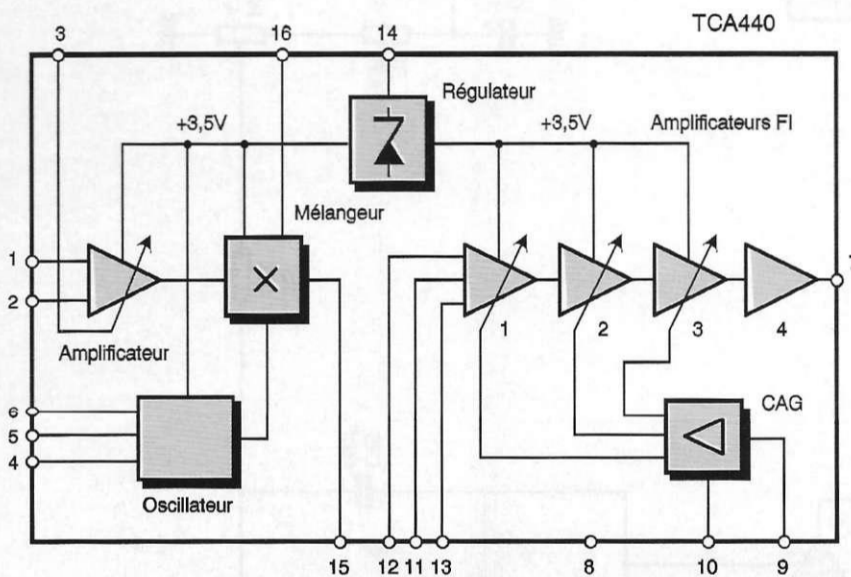 TCA440
3 16 14
Régulateur
+3,5V +3,5V Amplificateurs FI
Mélangeur
1
2
1 2 3 4
Amplificateur
CAG
6
5
4
Oscillateur
15 12 11 13 8 10 9